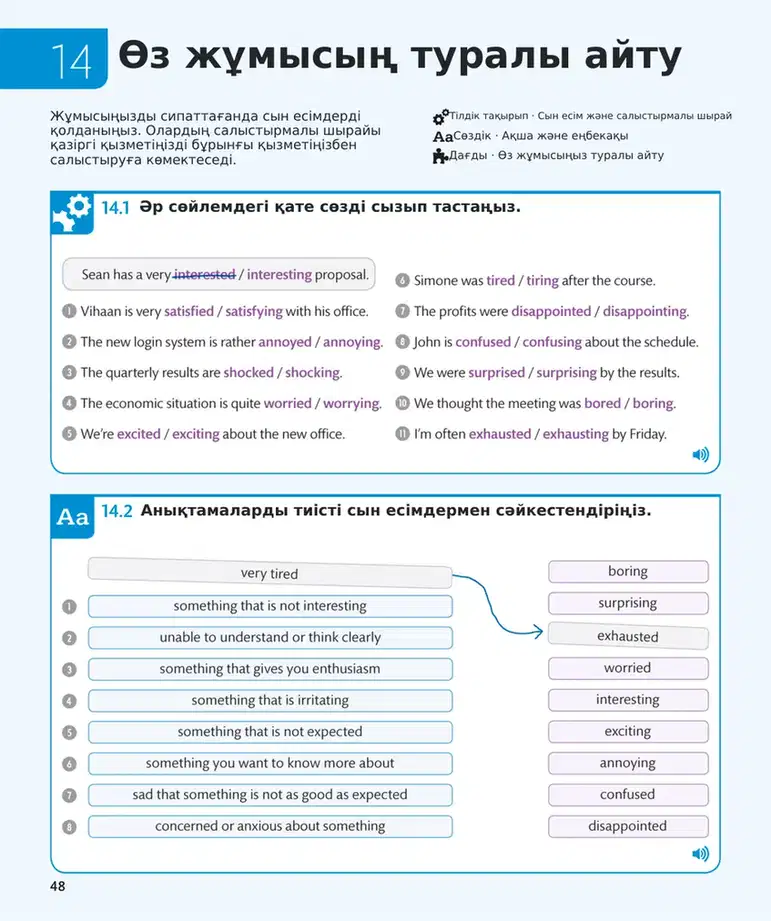 14 Өз жұмысың туралы айту
Жұмысыңызды сипаттағанда сын есімдерді
қолданыңыз. Олардың салыстырмалы шырайы
қазіргі қызметіңізді бұрынғы қызметіңізбен
салыстыруға көмектеседі.
Тілдік тақырып · Сын есім және салыстырмалы шырай
Aa Сөздік · Ақша және еңбекақы
Дағды · Өз жұмысыңыз туралы айту
14.1 Әр сөйлемдегі қате сөзді сызып тастаңыз.
Sean has a very interested / interesting proposal.
1 Vihaan is very satisfied / satisfying with his office.
2 The new login system is rather annoyed / annoying.
3 The quarterly results are shocked / shocking.
4 The economic situation is quite worried / worrying.
5 We're excited / exciting about the new office.
6 Simone was tired / tiring after the course.
7 The profits were disappointed / disappointing.
8 John is confused / confusing about the schedule.
9 We were surprised / surprising by the results.
10 We thought the meeting was bored / boring.
11 I'm often exhausted / exhausting by Friday.
Aa 14.2 Анықтамаларды тиісті сын есімдермен сәйкестендіріңіз.
very tired
1 something that is not interesting
2 unable to understand or think clearly
3 something that gives you enthusiasm
4 something that is irritating
5 something that is not expected
6 something you want to know more about
7 sad that something is not as good as expected
8 concerned or anxious about something
boring
surprising
exhausted
worried
interesting
exciting
annoying
confused
disappointed
48